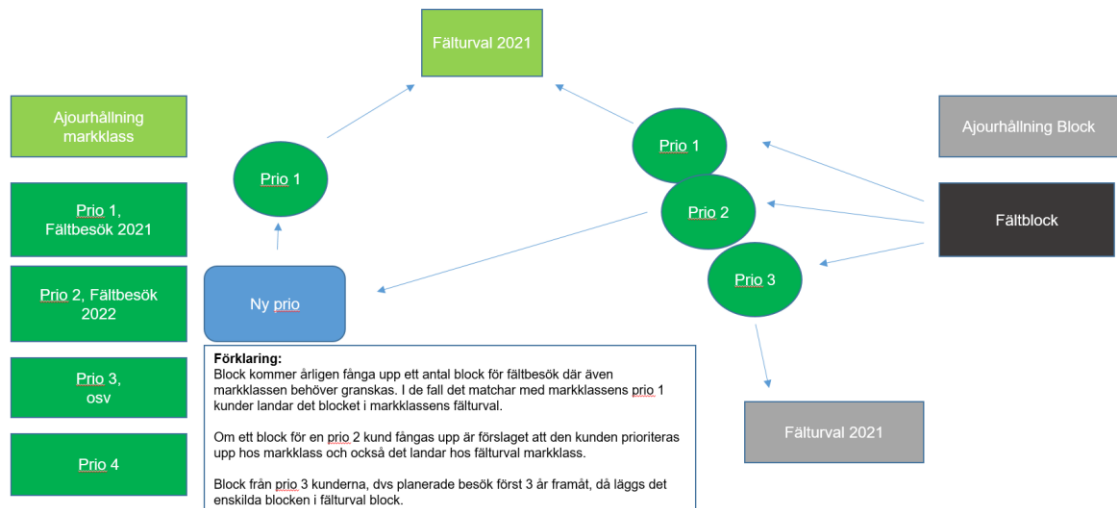 Fälturval 2021
Ajourhållning
markklass
Prio 1,
Fältbesök 2021
Prio 2, Fältbesök
2022
Prio 3,
osv
Prio 4
Prio 1
Ny prio
Prio 1
Prio 2
Prio 3
Ajourhållning Block
Fältblock
Fälturval 2021
Förklaring:
Block kommer årligen fånga upp ett antal block för fältbesök där även
markklassen behöver granskas. I de fall det matchar med markklassens prio 1
kunder landar det blocket i markklassens fälturval.
Om ett block för en prio 2 kund fångas upp är förslaget att den kunden prioriteras
upp hos markklass och också det landar hos fälturval markklass.
Block från prio 3 kunderna, dvs planerade besök först 3 år framåt, då läggs det
enskilda blocken i fälturval block.